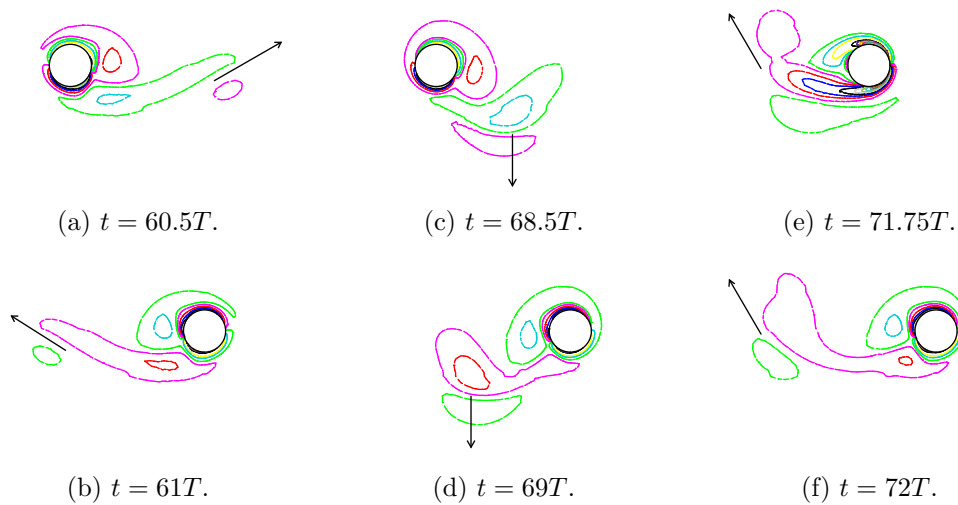 (a) t = 60.5T.
(c) t = 68.5T.
(e) t = 71.75T.
(b) t = 61T.
(d) t = 69T.
(f) t = 72T.